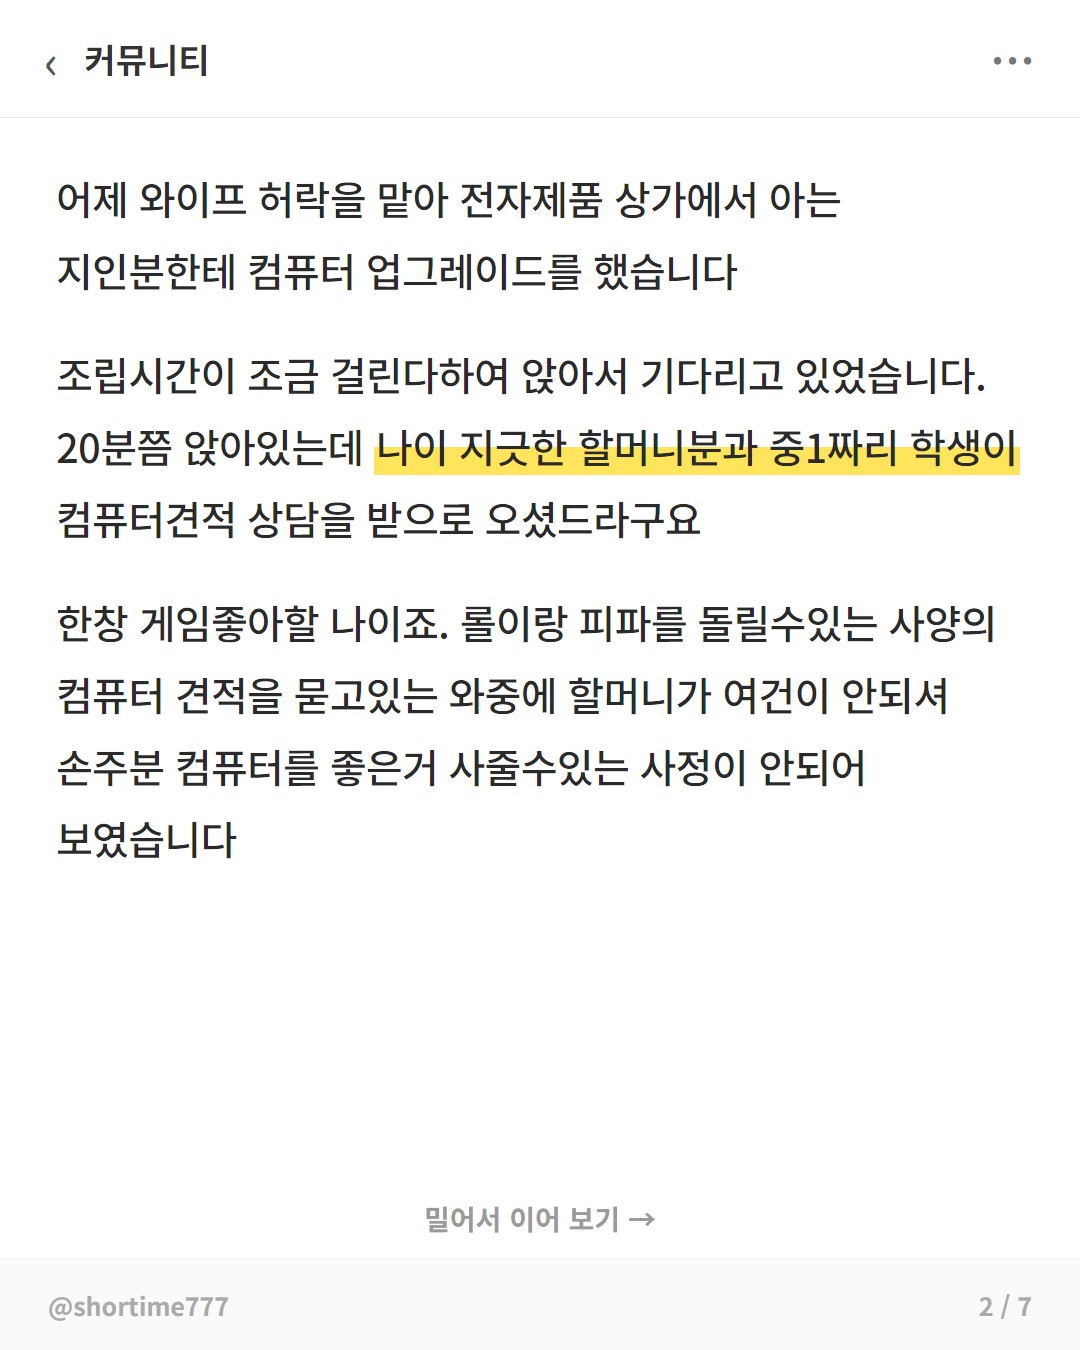 ‹ 커뮤니티 •••
어제 와이프 허락을 맡아 전자제품 상가에서 아는
지인분한테 컴퓨터 업그레이드를 했습니다
조립시간이 조금 걸린다하여 앉아서 기다리고 있었습니다.
20분쯤 앉아있는데 나이 지긋한 할머니분과 중1짜리 학생이
컴퓨터견적 상담을 받으로 오셨드라구요
한창 게임좋아할 나이죠. 롤이랑 피파를 돌릴수있는 사양의
컴퓨터 견적을 묻고있는 와중에 할머니가 여건이 안되셔
손주분 컴퓨터를 좋은거 사줄수있는 사정이 안되어
보였습니다
밀어서 이어 보기 →
@shortime777
2 / 7